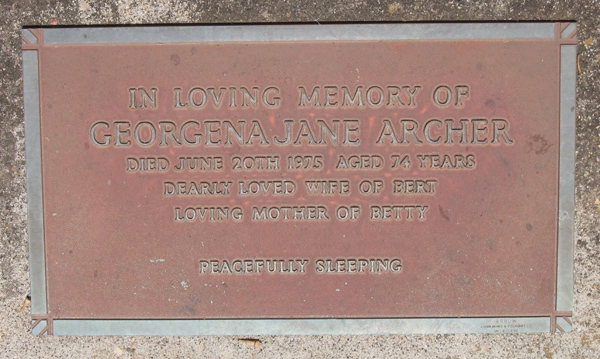 IN LOVING MEMORY OF
GEORGENA JANE ARCHER
DIED JUNE 20TH 1975 AGED 74 YEARS
DEARLY LOVED WIFE OF BERT
LOVING MOTHER OF BETTY
PEACEFULLY SLEEPING